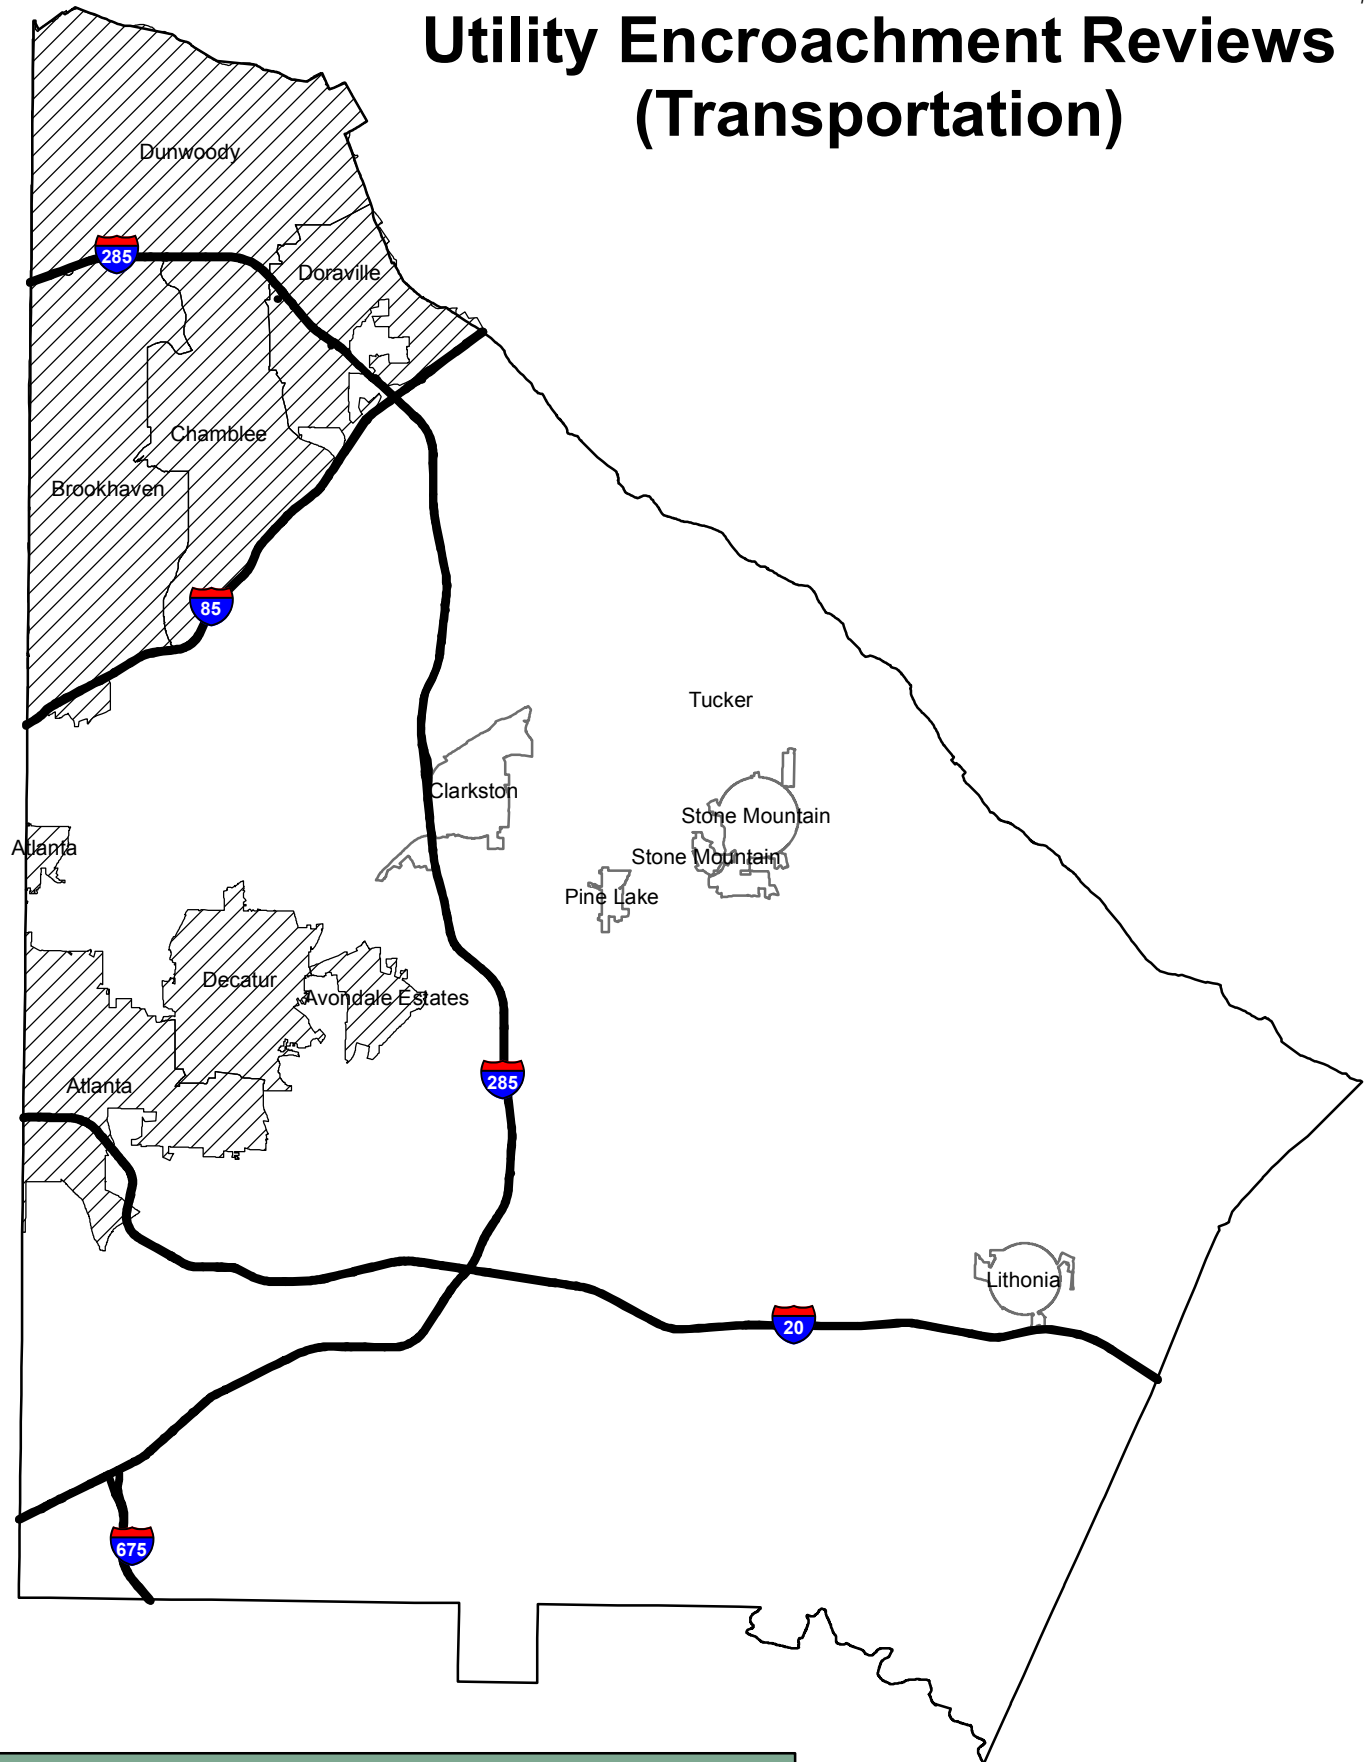 Utility Encroachment Reviews
(Transportation)
Dunwoody
285
Doraville
Chamblee
Brookhaven
85
Tucker
Clarkston
Stone Mountain
Atlanta
Stone Mountain
Pine Lake
Decatur
Avondale Estates
285
Atlanta
Lithonia
20
675